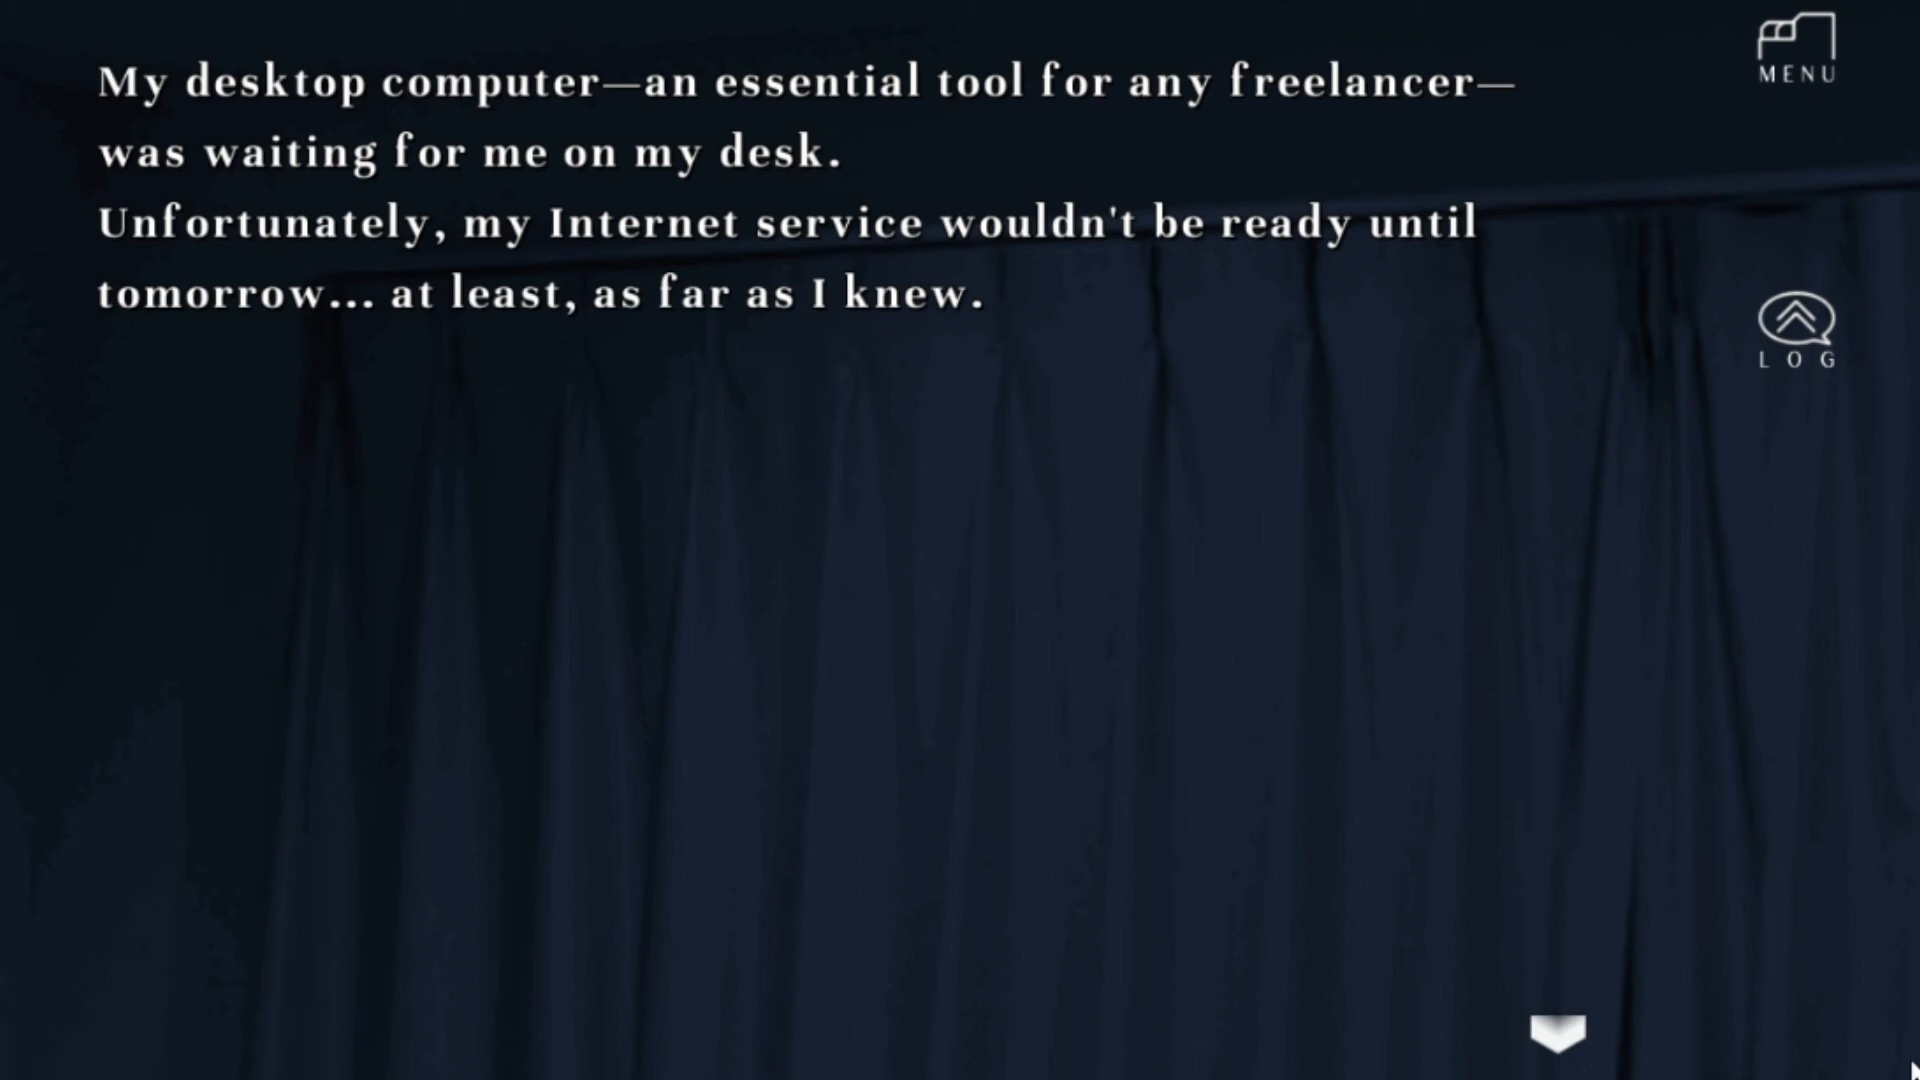 My desktop computer—an essential tool for any freelancer—
was waiting for me on my desk.
Unfortunately, my Internet service wouldn't be ready until
tomorrow... at least, as far as I knew.
MENU
LOG